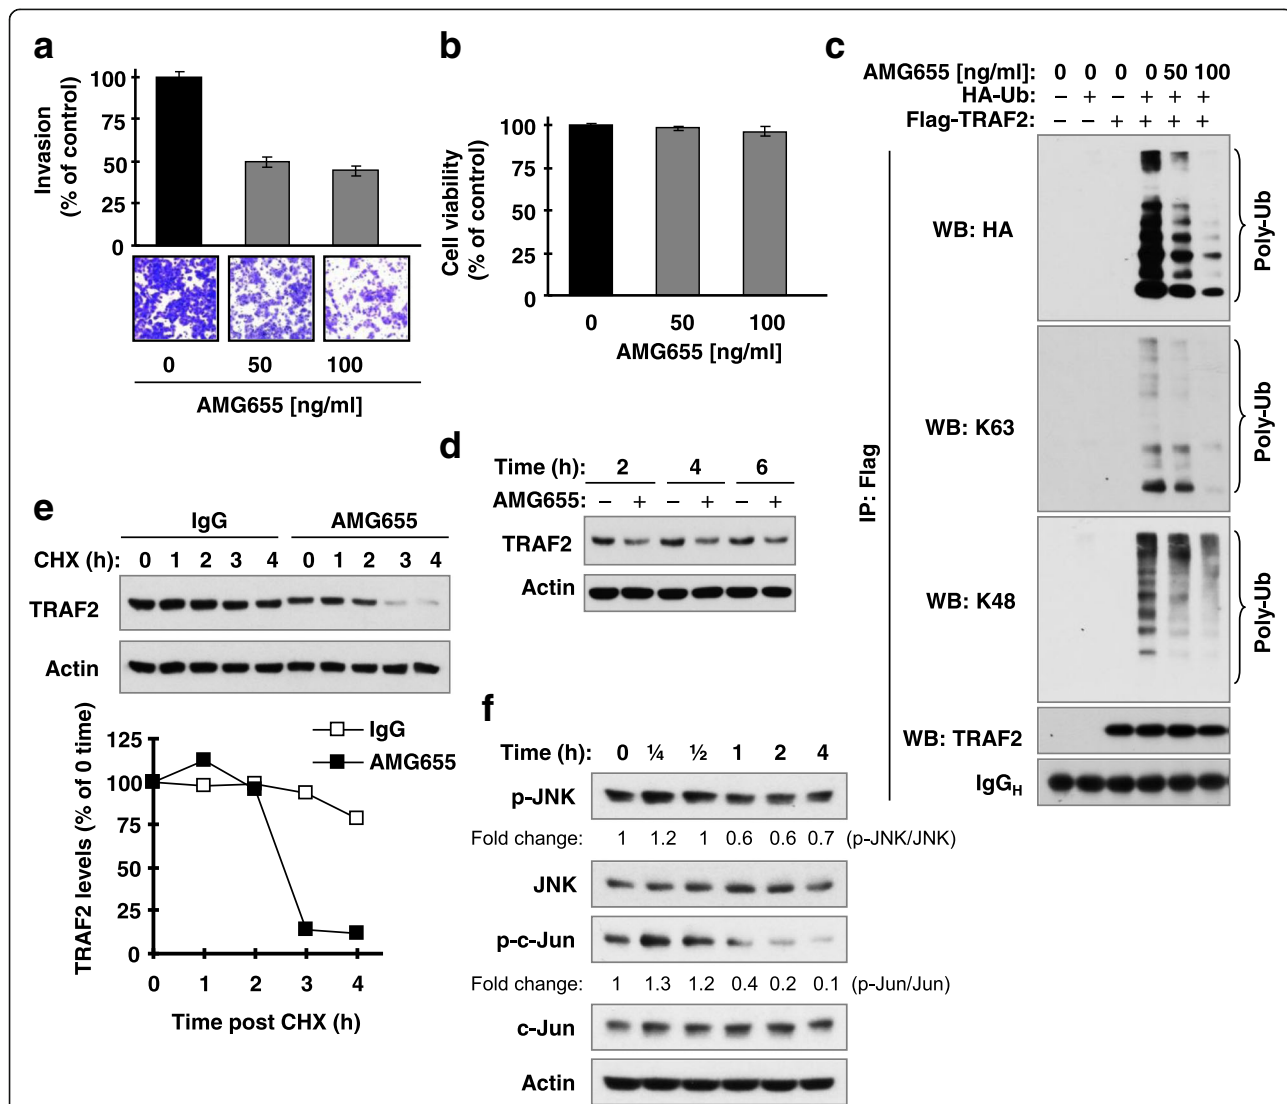 a
Invasion
(% of control)
100
75
50
25
0
0 50 100
AMG655 [ng/ml]
b
Cell viability
(% of control)
100
75
50
25
0
0 50 100
AMG655 [ng/ml]
c
AMG655 [ng/ml]: 0 0 0 0 50 100
HA-Ub: – + – + + +
Flag-TRAF2: – – + + + +
IP: Flag
WB: HA
Poly-Ub
WB: K63
Poly-Ub
WB: K48
Poly-Ub
WB: TRAF2
IgGH
d
Time (h): 2 4 6
AMG655: – + – + – +
TRAF2
Actin
e
IgG AMG655
CHX (h): 0 1 2 3 4 0 1 2 3 4
TRAF2
Actin
TRAF2 levels (% of 0 time)
125
100
75
50
25
0
IgG
AMG655
0 1 2 3 4
Time post CHX (h)
f
Time (h): 0 ¼ ½ 1 2 4
p-JNK
Fold change: 1 1.2 1 0.6 0.6 0.7 (p-JNK/JNK)
JNK
p-c-Jun
Fold change: 1 1.3 1.2 0.4 0.2 0.1 (p-Jun/Jun)
c-Jun
Actin